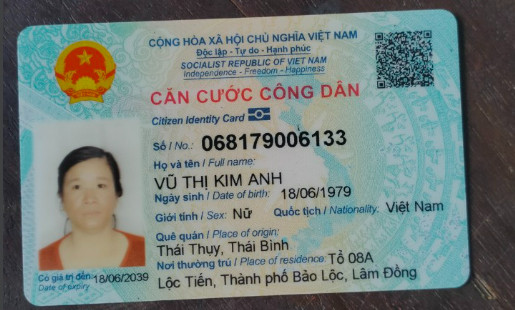 CỘNG HÒA XÃ HỘI CHỦ NGHĨA VIỆT NAM
Độc lập - Tự do - Hạnh phúc
SOCIALIST REPUBLIC OF VIET NAM
Independence - Freedom - Happiness
CĂN CƯỚC CÔNG DÂN
Citizen Identity Card
Số / No.: 068179006133
Họ và tên / Full name:
VŨ THỊ KIM ANH
Ngày sinh / Date of birth: 18/06/1979
Giới tính / Sex: Nữ Quốc tịch / Nationality: Việt Nam
Quê quán / Place of origin:
Thái Thụy, Thái Bình
Nơi thường trú / Place of residence: Tổ 08A
Lộc Tiến, Thành phố Bảo Lộc, Lâm Đồng
Có giá trị đến: 18/06/2039
Date of expiry